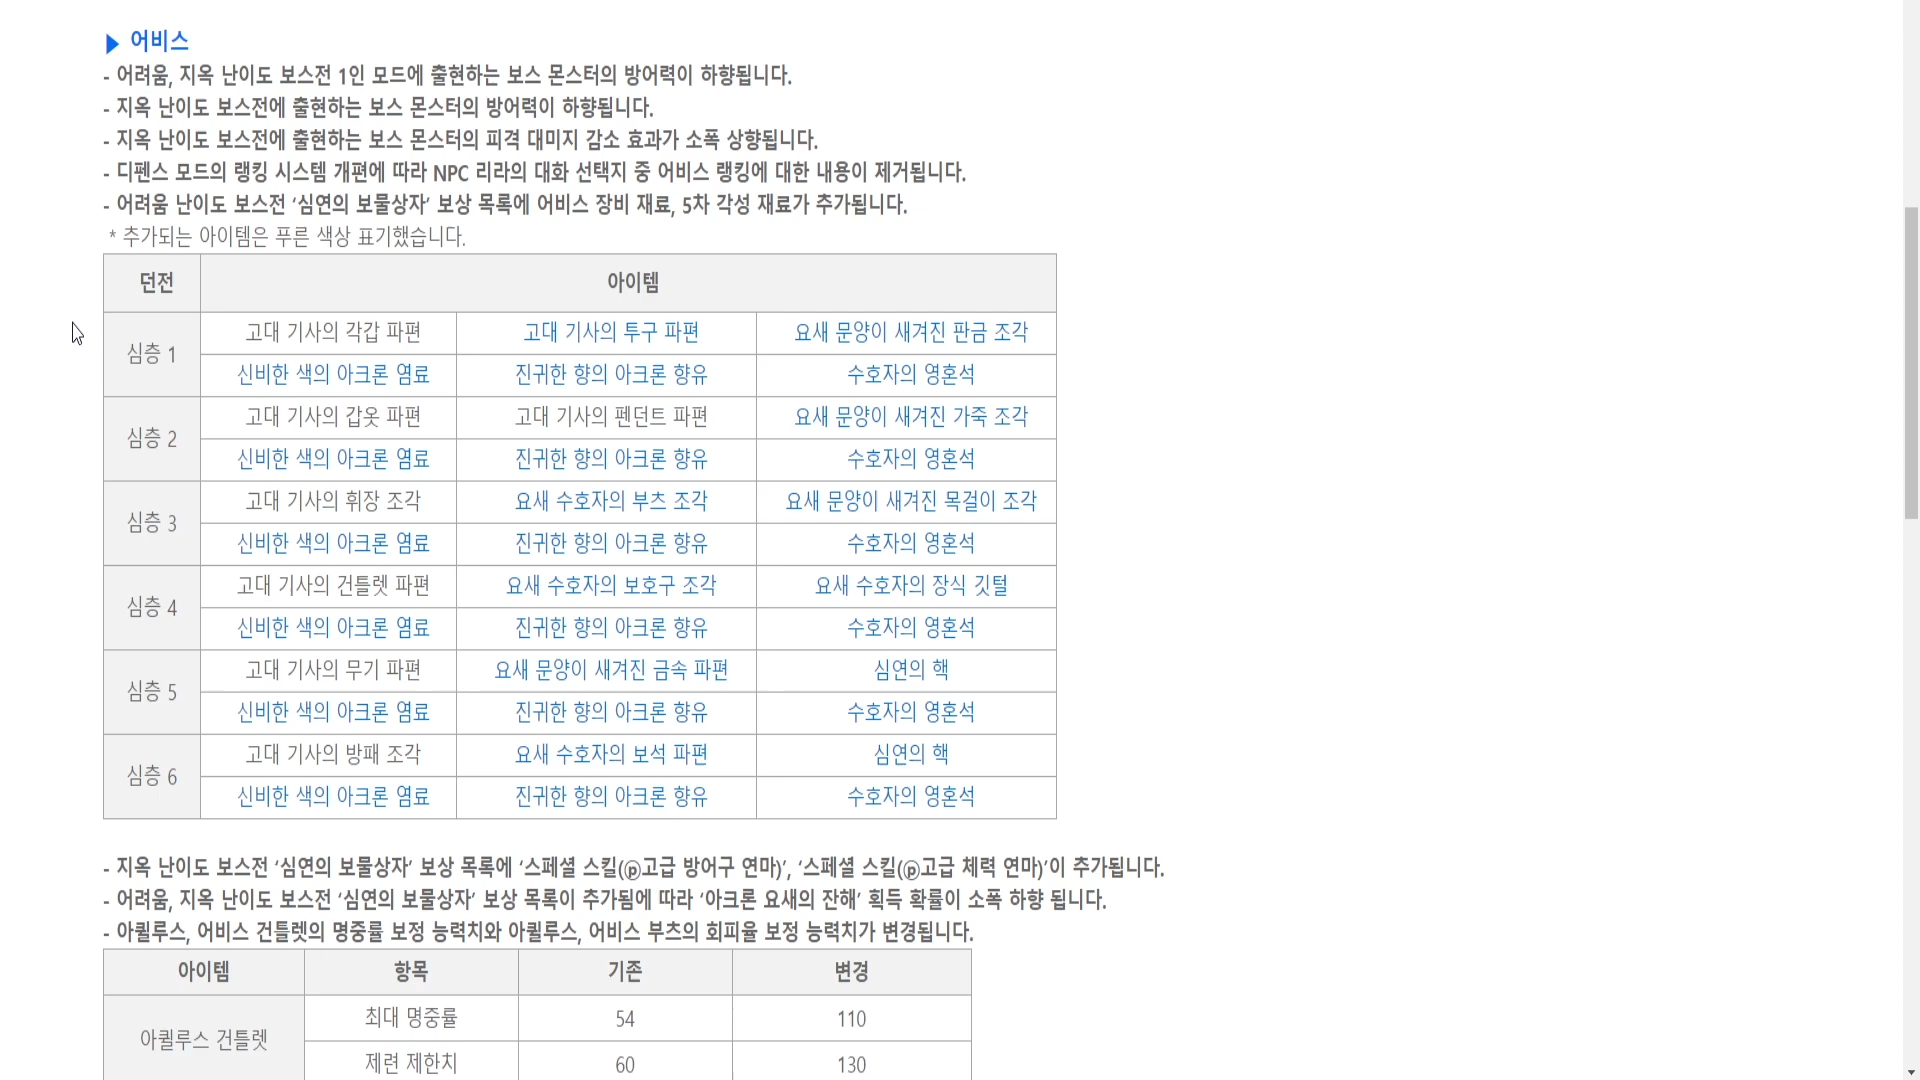 ▶ 어비스
- 어려움, 지옥 난이도 보스전 1인 모드에 출현하는 보스 몬스터의 방어력이 하향됩니다.
- 지옥 난이도 보스전에 출현하는 보스 몬스터의 방어력이 하향됩니다.
- 지옥 난이도 보스전에 출현하는 보스 몬스터의 피격 대미지 감소 효과가 소폭 상향됩니다.
- 디펜스 모드의 랭킹 시스템 개편에 따라 NPC 리라의 대화 선택지 중 어비스 랭킹에 대한 내용이 제거됩니다.
- 어려움 난이도 보스전 ‘심연의 보물상자‘ 보상 목록에 어비스 장비 재료, 5차 각성 재료가 추가됩니다.
* 추가되는 아이템은 푸른 색상 표기했습니다.
던전 아이템
심층 1
고대 기사의 각갑 파편 고대 기사의 투구 파편 요새 문양이 새겨진 판금 조각
신비한 색의 아크론 염료 진귀한 향의 아크론 향유 수호자의 영혼석
심층 2
고대 기사의 갑옷 파편 고대 기사의 펜던트 파편 요새 문양이 새겨진 가죽 조각
신비한 색의 아크론 염료 진귀한 향의 아크론 향유 수호자의 영혼석
심층 3
고대 기사의 휘장 조각 요새 수호자의 부츠 조각 요새 문양이 새겨진 목걸이 조각
신비한 색의 아크론 염료 진귀한 향의 아크론 향유 수호자의 영혼석
심층 4
고대 기사의 건틀렛 파편 요새 수호자의 보호구 조각 요새 수호자의 장식 깃털
신비한 색의 아크론 염료 진귀한 향의 아크론 향유 수호자의 영혼석
심층 5
고대 기사의 무기 파편 요새 문양이 새겨진 금속 파편 심연의 핵
신비한 색의 아크론 염료 진귀한 향의 아크론 향유 수호자의 영혼석
심층 6
고대 기사의 방패 조각 요새 수호자의 보석 파편 심연의 핵
신비한 색의 아크론 염료 진귀한 향의 아크론 향유 수호자의 영혼석
- 지옥 난이도 보스전 ‘심연의 보물상자’ 보상 목록에 ‘스페셜 스킬(ⓟ고급 방어구 연마)’, ‘스페셜 스킬(ⓟ고급 체력 연마)’이 추가됩니다.
- 어려움, 지옥 난이도 보스전 ‘심연의 보물상자’ 보상 목록이 추가됨에 따라 ‘아크론 요새의 잔해’ 획득 확률이 소폭 하향 됩니다.
- 아퀼루스, 어비스 건틀렛의 명중률 보정 능력치와 아퀼루스, 어비스 부츠의 회피율 보정 능력치가 변경됩니다.
아이템 항목 기존 변경
아퀼루스 건틀렛
최대 명중률 54 110
제련 제한치 60 130